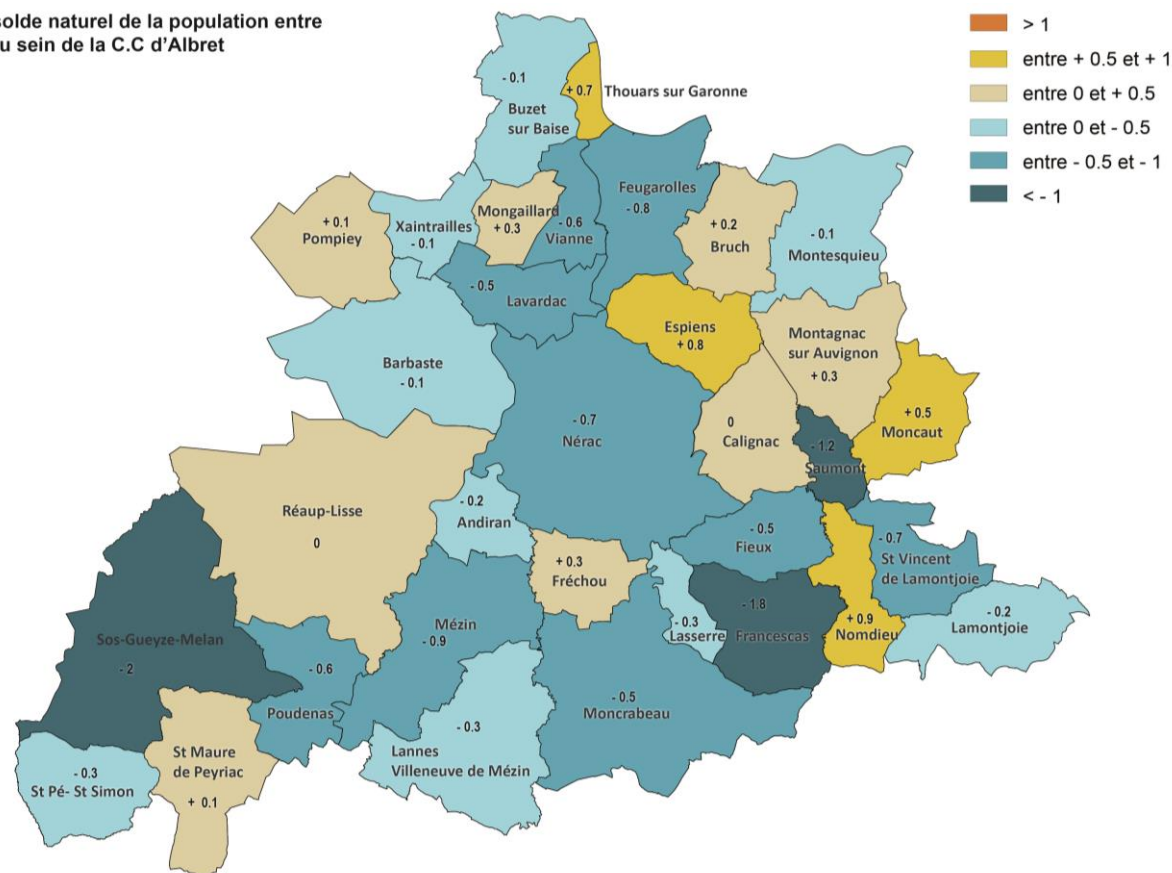 solde naturel de la population entre
u sein de la C.C d'Albret
> 1
entre + 0.5 et + 1
entre 0 et + 0.5
entre 0 et - 0.5
entre - 0.5 et - 1
< - 1
- 0.1
Buzet
sur Baise
+ 0.7
Thouars sur Garonne
Feugarolles
- 0.8
+ 0.1
Pompiey
Xaintrailles
- 0.1
Mongaillard
+ 0.3
- 0.6
Vianne
+ 0.2
Bruch
- 0.1
Montesquieu
- 0.5
Lavardac
Espiens
+ 0.8
Montagnac
sur Auvignon
+ 0.3
Barbaste
- 0.1
+ 0.5
Moncaut
- 0.7
Nérac
0
Calignac
- 1.2
Saumont
Réaup-Lisse
0
- 0.2
Andiran
- 0.5
Fieux
- 0.7
St Vincent
de Lamontjoie
+ 0.3
Fréchou
- 0.3
Lasserre
- 1.8
Francescas
+ 0.9
Nomdieu
- 0.2
Lamontjoie
Sos-Gueyze-Melan
- 2
Mézin
- 0.9
- 0.6
Poudenas
- 0.5
Moncrabeau
- 0.3
Lannes
Villeneuve de Mézin
St Maure
de Peyriac
+ 0.1
- 0.3
St Pé- St Simon